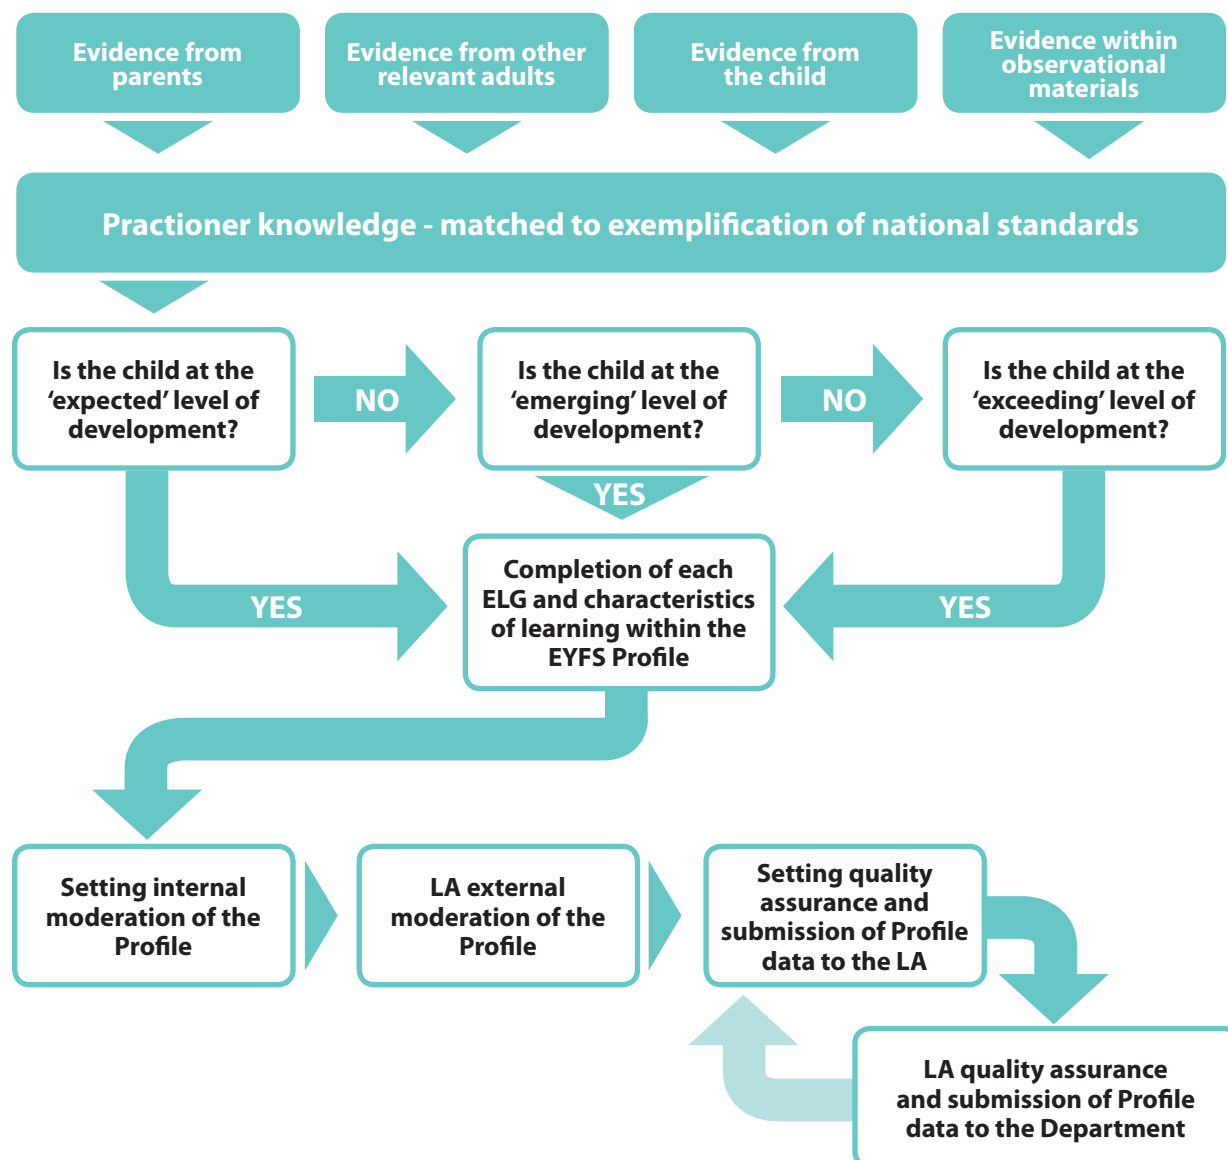 Evidence from
parents
Evidence from other
relevant adults
Evidence from
the child
Evidence within
observational
materials
Practioner knowledge - matched to exemplification of national standards
Is the child at the
‘expected’ level of
development?
NO
Is the child at the
‘emerging’ level of
development?
NO
Is the child at the
‘exceeding’ level of
development?
YES
YES
Completion of each
ELG and characteristics
of learning within the
EYFS Profile
YES
Setting internal
moderation of the
Profile
LA external
moderation of the
Profile
Setting quality
assurance and
submission of Profile
data to the LA
LA quality assurance
and submission of Profile
data to the Department